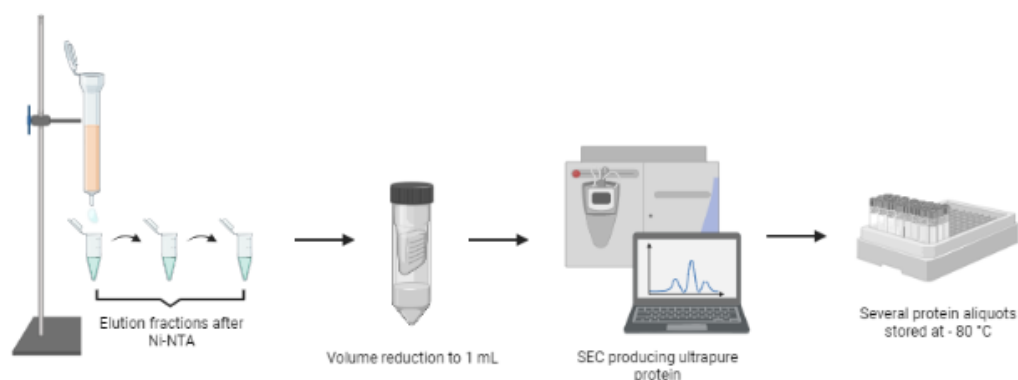 Elution fractions after
Ni-NTA
Volume reduction to 1 mL
SEC producing ultrapure
protein
Several protein aliquots
stored at - 80 °C